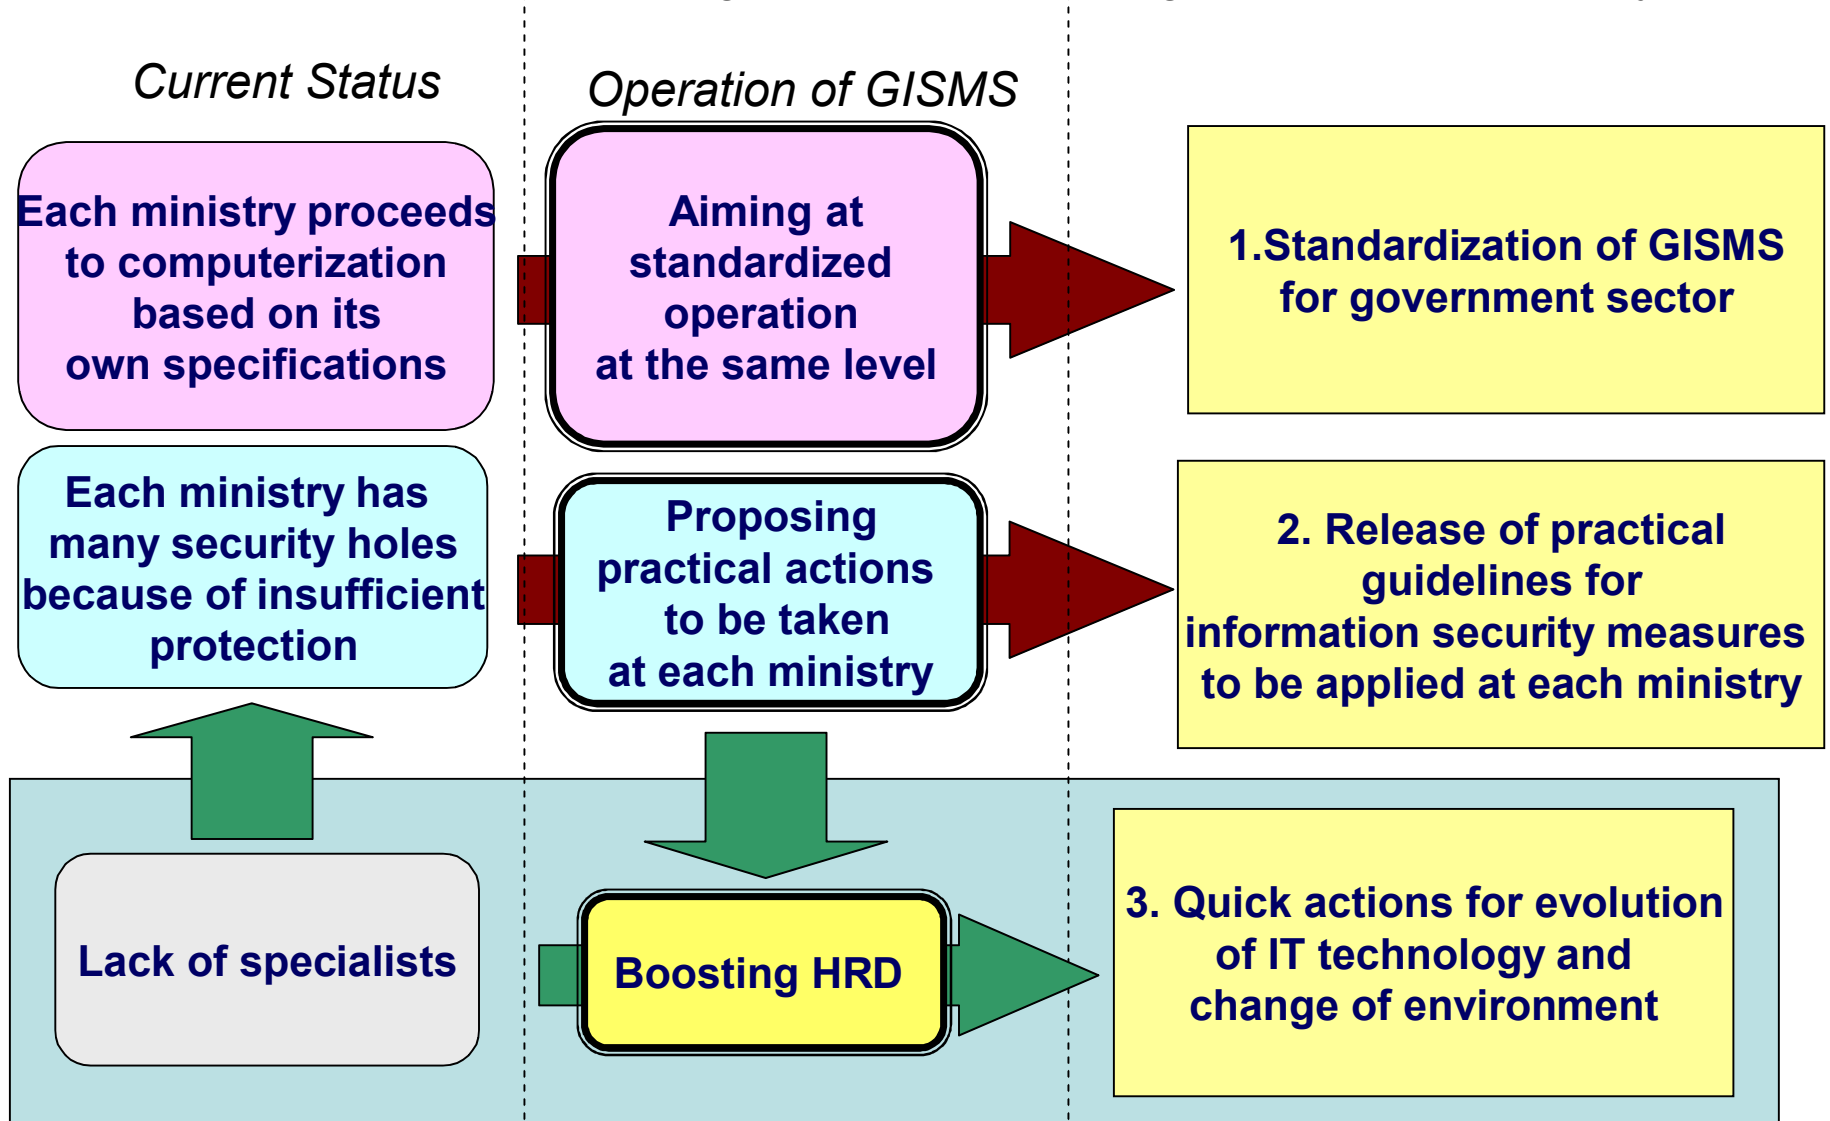 Current Status
Operation of GISMS
Each ministry proceeds
to computerization
based on its
own specifications
Aiming at
standardized
operation
at the same level
1.Standardization of GISMS
for government sector
Each ministry has
many security holes
because of insufficient
protection
Proposing
practical actions
to be taken
at each ministry
2. Release of practical
guidelines for
information security measures
to be applied at each ministry
Lack of specialists
Boosting HRD
3. Quick actions for evolution
of IT technology and
change of environment